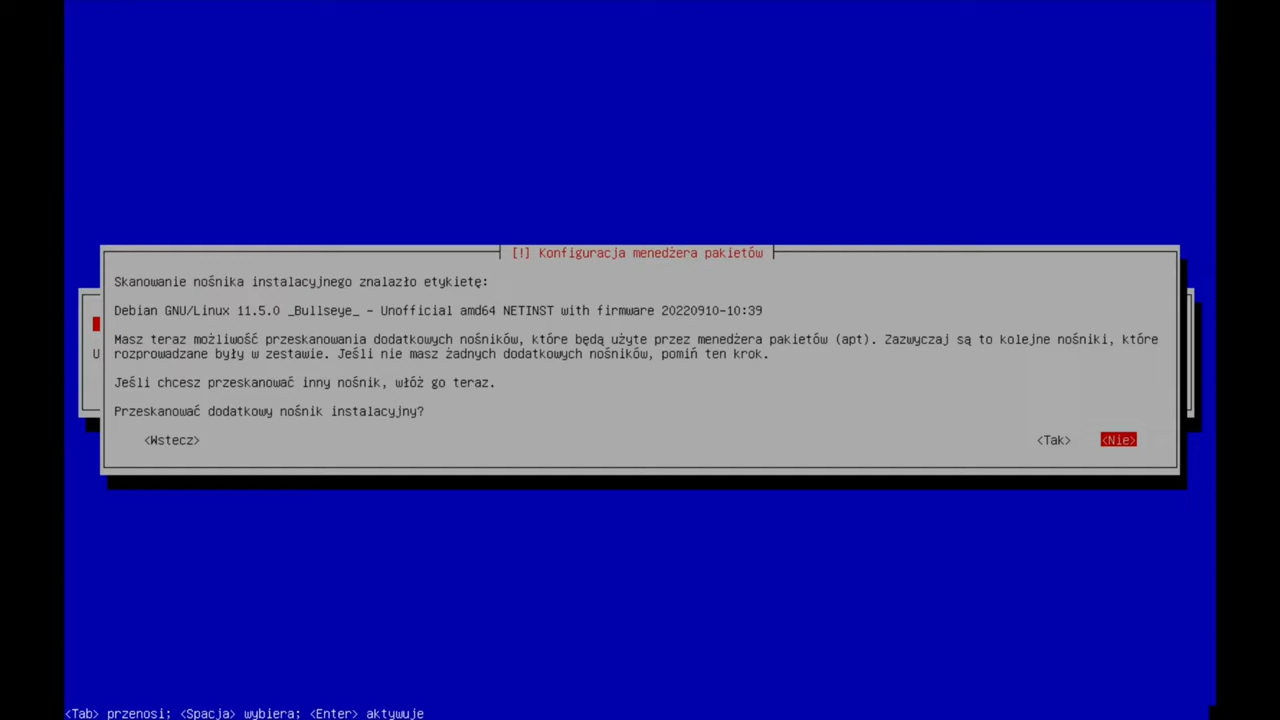 [!] Konfiguracja menedżera pakietów
Skanowanie nośnika instalacyjnego znalazło etykietę:
Debian GNU/Linux 11.5.0 _Bullseye_ - Unofficial amd64 NETINST with firmware 20220910-10:39
Masz teraz możliwość przeskanowania dodatkowych nośników, które będą użyte przez menedżera pakietów (apt). Zazwyczaj są to kolejne nośniki, które
rozprowadzane były w zestawie. Jeśli nie masz żadnych dodatkowych nośników, pomiń ten krok.
Jeśli chcesz przeskanować inny nośnik, włóż go teraz.
Przeskanować dodatkowy nośnik instalacyjny?
<Wstecz> <Tak> <Nie>
U
<Tab> przenosi; <Spacja> wybiera; <Enter> aktywuje